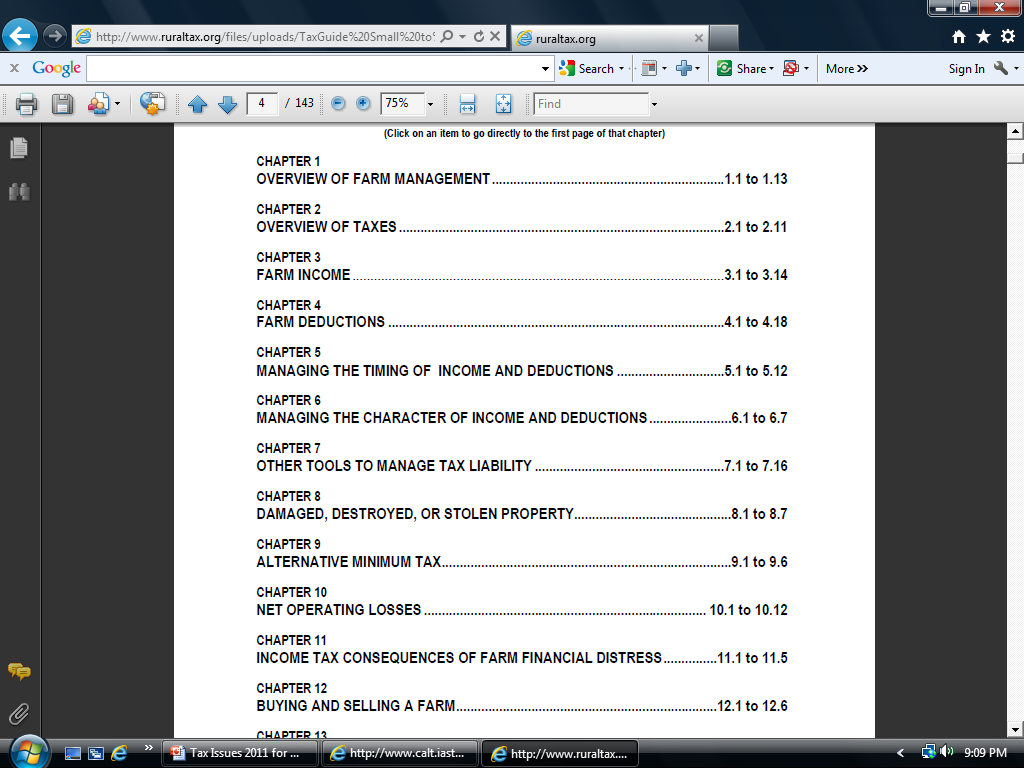 http://www.ruraltax.org/files/uploads/TaxGuide%20Small%20to%
ruraltax.org
Google
Search
Share
More
Sign In
4 / 143
75%
Find
(Click on an item to go directly to the first page of that chapter)
CHAPTER 1
OVERVIEW OF FARM MANAGEMENT................................................................1.1 to 1.13
CHAPTER 2
OVERVIEW OF TAXES..........................................................................................2.1 to 2.11
CHAPTER 3
FARM INCOME......................................................................................................3.1 to 3.14
CHAPTER 4
FARM DEDUCTIONS.............................................................................................4.1 to 4.18
CHAPTER 5
MANAGING THE TIMING OF INCOME AND DEDUCTIONS..............................5.1 to 5.12
CHAPTER 6
MANAGING THE CHARACTER OF INCOME AND DEDUCTIONS.......................6.1 to 6.7
CHAPTER 7
OTHER TOOLS TO MANAGE TAX LIABILITY.....................................................7.1 to 7.16
CHAPTER 8
DAMAGED, DESTROYED, OR STOLEN PROPERTY...........................................8.1 to 8.7
CHAPTER 9
ALTERNATIVE MINIMUM TAX................................................................................9.1 to 9.6
CHAPTER 10
NET OPERATING LOSSES.............................................................................. 10.1 to 10.12
CHAPTER 11
INCOME TAX CONSEQUENCES OF FARM FINANCIAL DISTRESS...............11.1 to 11.5
CHAPTER 12
BUYING AND SELLING A FARM........................................................................12.1 to 12.6
CHAPTER 13
Tax Issues 2011 for ...
http://www.calt.iast...
http://www.ruraltax....
9:09 PM